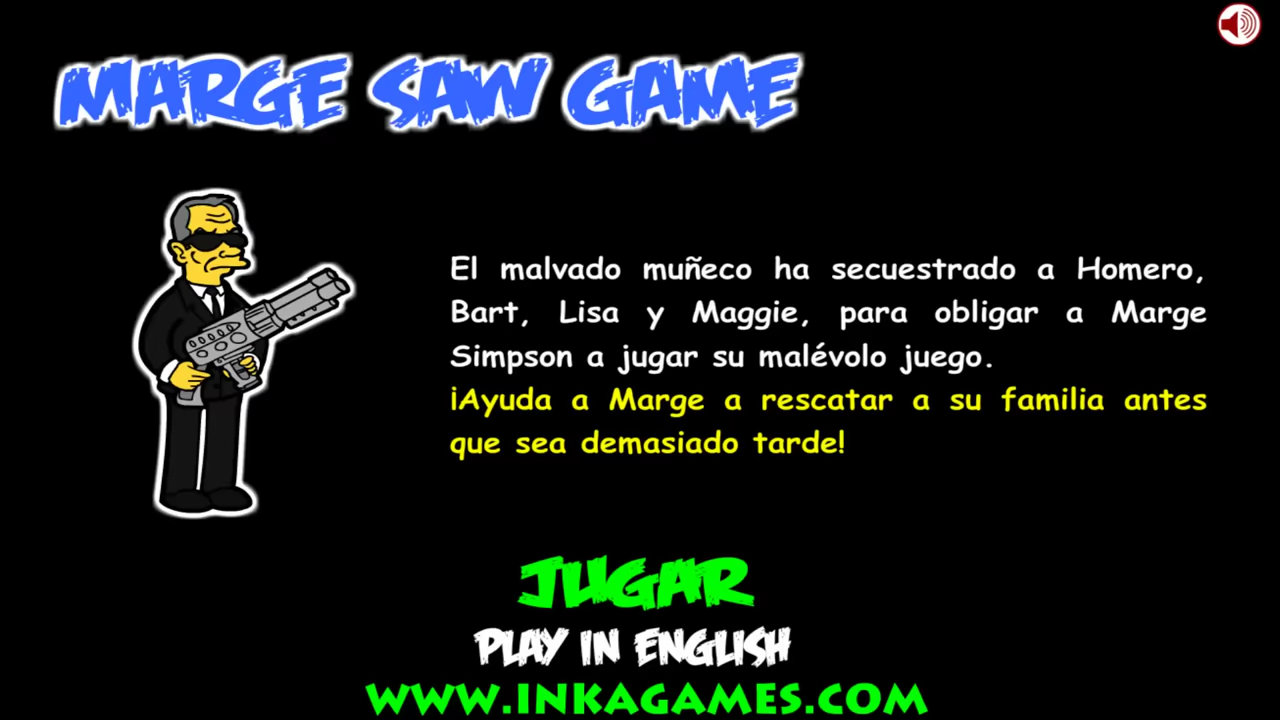 MARGE SAW GAME
El malvado muñeco ha secuestrado a Homero,
Bart, Lisa y Maggie, para obligar a Marge
Simpson a jugar su malévolo juego.
¡Ayuda a Marge a rescatar a su familia antes
que sea demasiado tarde!
JUGAR
PLAY IN ENGLISH
WWW.INKAGAMES.COM